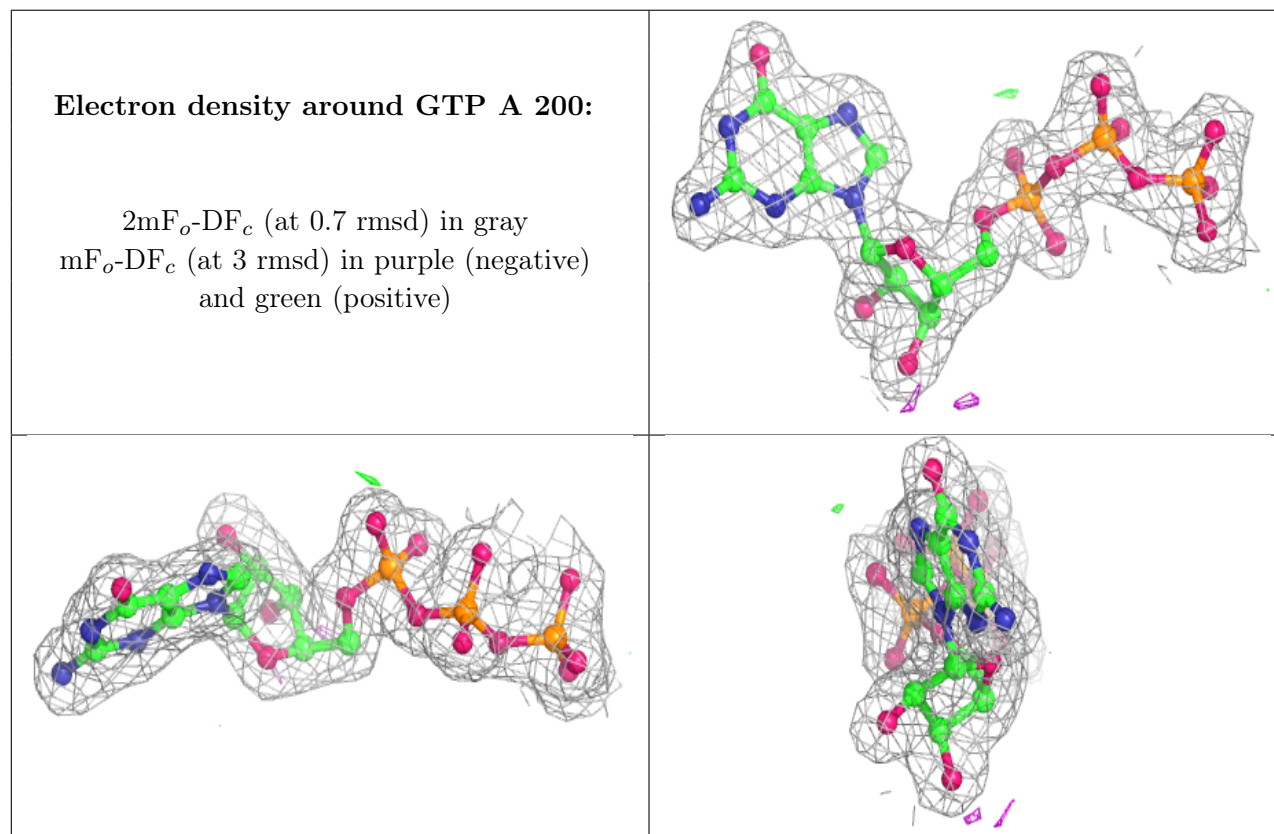 Electron density around GTP A 200:
2mFo-DFc (at 0.7 rmsd) in gray
mFo-DFc (at 3 rmsd) in purple (negative)
and green (positive)